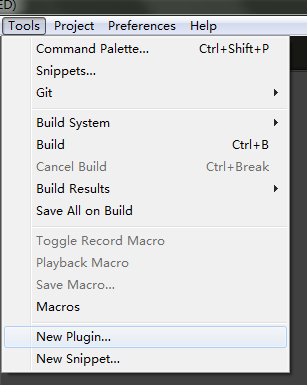 ED)
Tools Project Preferences Help
Command Palette... Ctrl+Shift+P
Snippets...
Git
Build System
Build Ctrl+B
Cancel Build Ctrl+Break
Build Results
Save All on Build
Toggle Record Macro
Playback Macro
Save Macro...
Macros
New Plugin...
New Snippet...